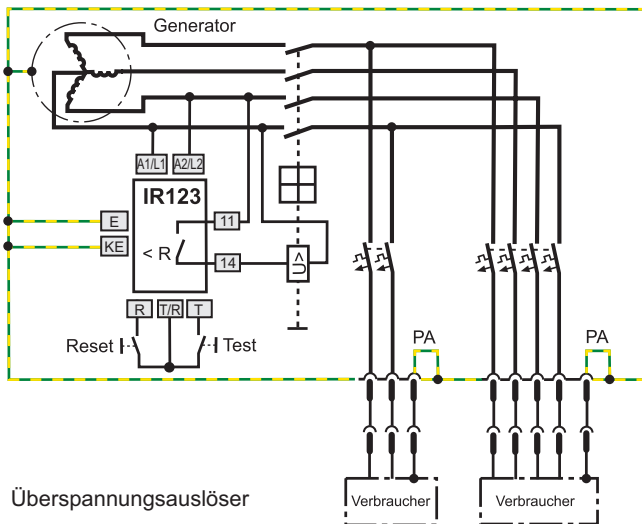 Generator
A1/L1 A2/L2
IR123
E
KE
11
< R
14
U>
R T/R T
Reset
Test
PA
PA
Überspannungsauslöser
Verbraucher
Verbraucher